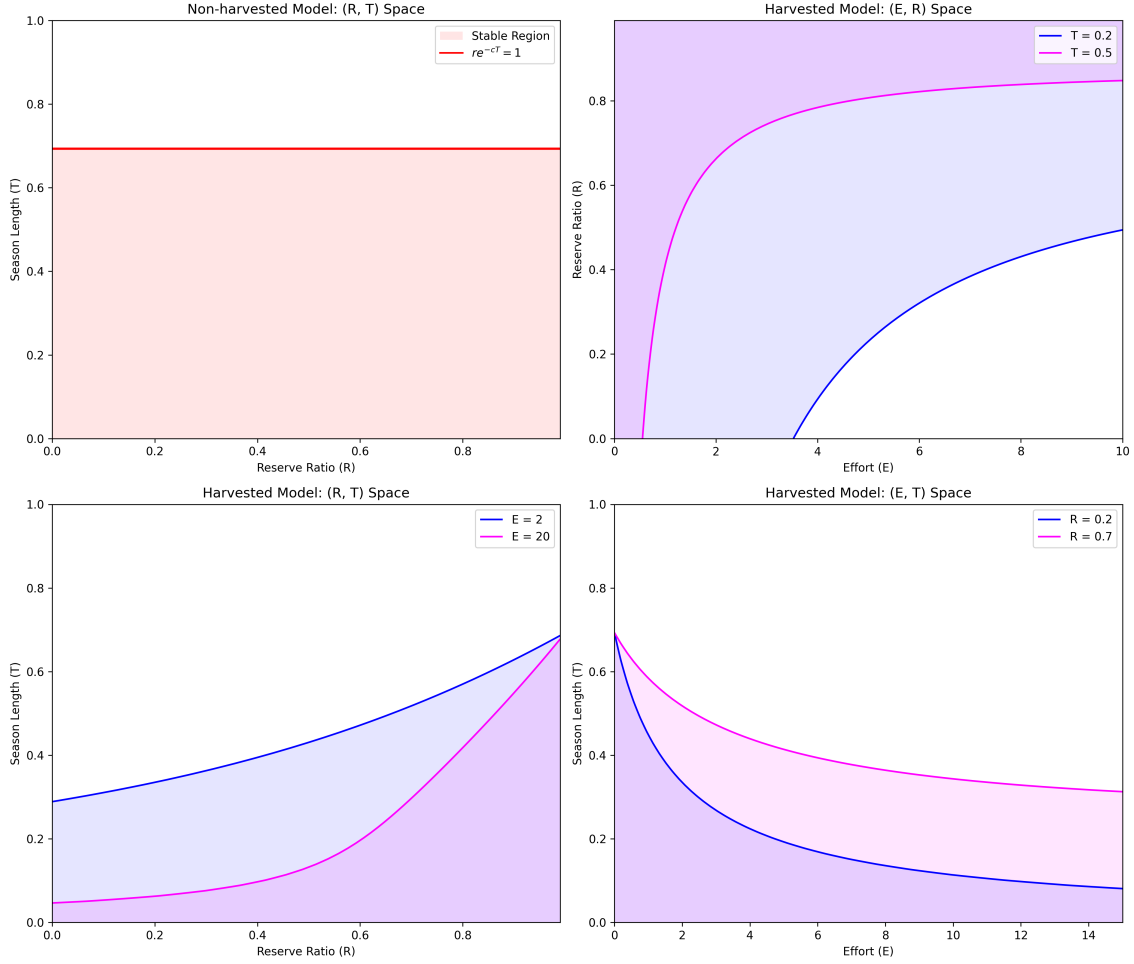 Non-harvested Model: (R, T) Space
1.0
0.8
0.6
0.4
0.2
0.0
Season Length (T)
Stable Region
re^{-cT} = 1
0.0 0.2 0.4 0.6 0.8
Reserve Ratio (R)
Harvested Model: (E, R) Space
0.8
0.6
0.4
0.2
0.0
Reserve Ratio (R)
T = 0.2
T = 0.5
0 2 4 6 8 10
Effort (E)
Harvested Model: (R, T) Space
1.0
0.8
0.6
0.4
0.2
0.0
Season Length (T)
E = 2
E = 20
0.0 0.2 0.4 0.6 0.8
Reserve Ratio (R)
Harvested Model: (E, T) Space
1.0
0.8
0.6
0.4
0.2
0.0
Season Length (T)
R = 0.2
R = 0.7
0 2 4 6 8 10 12 14
Effort (E)